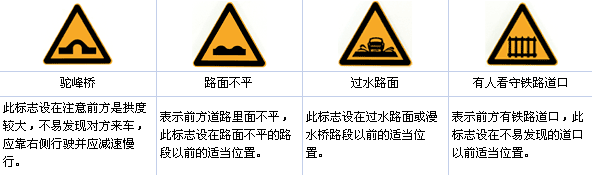 驼峰桥
路面不平
过水路面
有人看守铁路道口
此标志设在注意前方是拱度
较大，不易发现对方来车，
应靠右侧行驶并应减速慢
行。
表示前方道路里面不平，
此标志设在路面不平的路
段以前的适当位置。
此标志设在过水路面或漫
水桥路段以前的适当位
置。
表示前方有铁路道口，此
标志设在不易发现的道口
以前适当位置。